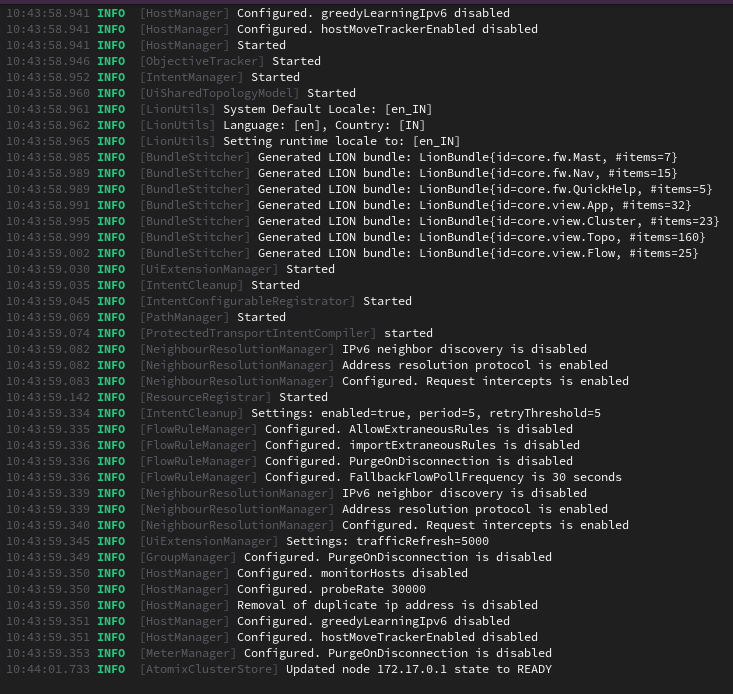 10:43:58.941 INFO [HostManager] Configured. greedyLearningIpv6 disabled
10:43:58.941 INFO [HostManager] Configured. hostMoveTrackerEnabled disabled
10:43:58.941 INFO [HostManager] Started
10:43:58.946 INFO [ObjectiveTracker] Started
10:43:58.952 INFO [IntentManager] Started
10:43:58.960 INFO [UiSharedTopologyModel] Started
10:43:58.961 INFO [LionUtils] System Default Locale: [en_IN]
10:43:58.962 INFO [LionUtils] Language: [en], Country: [IN]
10:43:58.965 INFO [LionUtils] Setting runtime locale to: [en_IN]
10:43:58.985 INFO [BundleStitcher] Generated LION bundle: LionBundle{id=core.fw.Mast, #items=7}
10:43:58.989 INFO [BundleStitcher] Generated LION bundle: LionBundle{id=core.fw.Nav, #items=15}
10:43:58.989 INFO [BundleStitcher] Generated LION bundle: LionBundle{id=core.fw.QuickHelp, #items=5}
10:43:58.991 INFO [BundleStitcher] Generated LION bundle: LionBundle{id=core.view.App, #items=32}
10:43:58.995 INFO [BundleStitcher] Generated LION bundle: LionBundle{id=core.view.Cluster, #items=23}
10:43:58.999 INFO [BundleStitcher] Generated LION bundle: LionBundle{id=core.view.Topo, #items=160}
10:43:59.002 INFO [BundleStitcher] Generated LION bundle: LionBundle{id=core.view.Flow, #items=25}
10:43:59.030 INFO [UiExtensionManager] Started
10:43:59.035 INFO [IntentCleanup] Started
10:43:59.045 INFO [IntentConfigurableRegistrator] Started
10:43:59.069 INFO [PathManager] Started
10:43:59.074 INFO [ProtectedTransportIntentCompiler] started
10:43:59.082 INFO [NeighbourResolutionManager] IPv6 neighbor discovery is disabled
10:43:59.082 INFO [NeighbourResolutionManager] Address resolution protocol is enabled
10:43:59.083 INFO [NeighbourResolutionManager] Configured. Request intercepts is enabled
10:43:59.142 INFO [ResourceRegistrar] Started
10:43:59.334 INFO [IntentCleanup] Settings: enabled=true, period=5, retryThreshold=5
10:43:59.335 INFO [FlowRuleManager] Configured. AllowExtraneousRules is disabled
10:43:59.336 INFO [FlowRuleManager] Configured. importExtraneousRules is disabled
10:43:59.336 INFO [FlowRuleManager] Configured. PurgeOnDisconnection is disabled
10:43:59.336 INFO [FlowRuleManager] Configured. FallbackFlowPollFrequency is 30 seconds
10:43:59.339 INFO [NeighbourResolutionManager] IPv6 neighbor discovery is disabled
10:43:59.339 INFO [NeighbourResolutionManager] Address resolution protocol is enabled
10:43:59.340 INFO [NeighbourResolutionManager] Configured. Request intercepts is enabled
10:43:59.345 INFO [UiExtensionManager] Settings: trafficRefresh=5000
10:43:59.349 INFO [GroupManager] Configured. PurgeOnDisconnection is disabled
10:43:59.350 INFO [HostManager] Configured. monitorHosts disabled
10:43:59.350 INFO [HostManager] Configured. probeRate 30000
10:43:59.350 INFO [HostManager] Removal of duplicate ip address is disabled
10:43:59.351 INFO [HostManager] Configured. greedyLearningIpv6 disabled
10:43:59.351 INFO [HostManager] Configured. hostMoveTrackerEnabled disabled
10:43:59.353 INFO [MeterManager] Configured. PurgeOnDisconnection is disabled
10:44:01.733 INFO [AtomixClusterStore] Updated node 172.17.0.1 state to READY